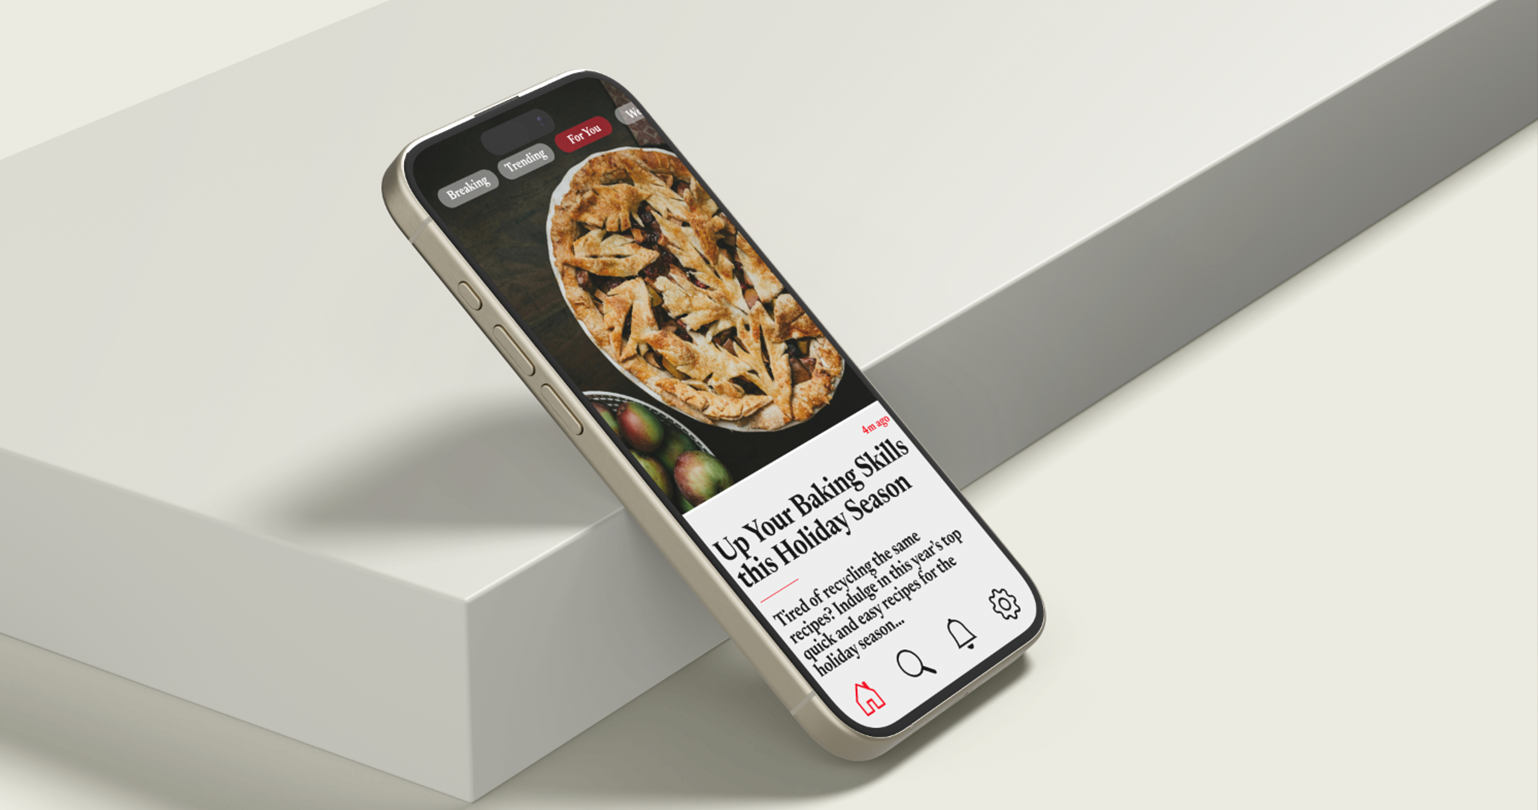 Breaking
Trending
For You
4m ago
Up Your Baking Skills
this Holiday Season
Tired of recycling the same
recipes? Indulge in this year's top
quick and easy recipes for the
holiday season...